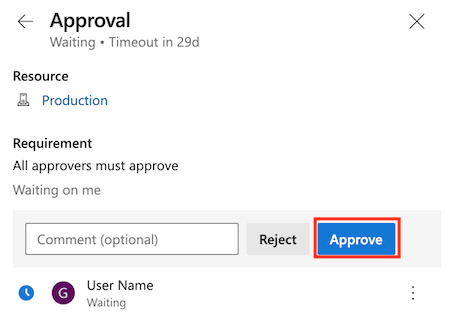 Approval
Waiting • Timeout in 29d
Resource
Production
Requirement
All approvers must approve
Waiting on me
Comment (optional) Reject Approve
G User Name
Waiting